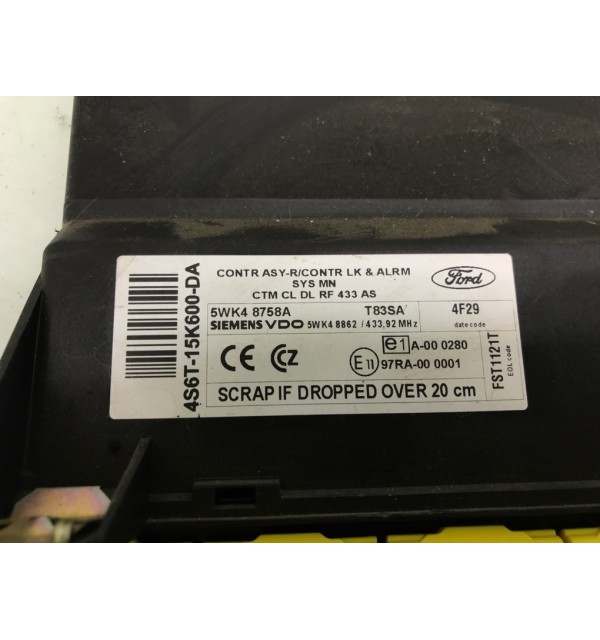 4S6T-15K600-DA
CONTR ASY-R/CONTR LK & ALRM
SYS MN
CTM CL DL RF 433 AS
Ford
5WK4 8758A T83SA 4F29
SIEMENS VDO 5WK4 8862 / 433,92 MHz date code
CE CZ
e1 A-00 0280
E11 97RA-00 0001
SCRAP IF DROPPED OVER 20 cm
FST1121T
EOL code